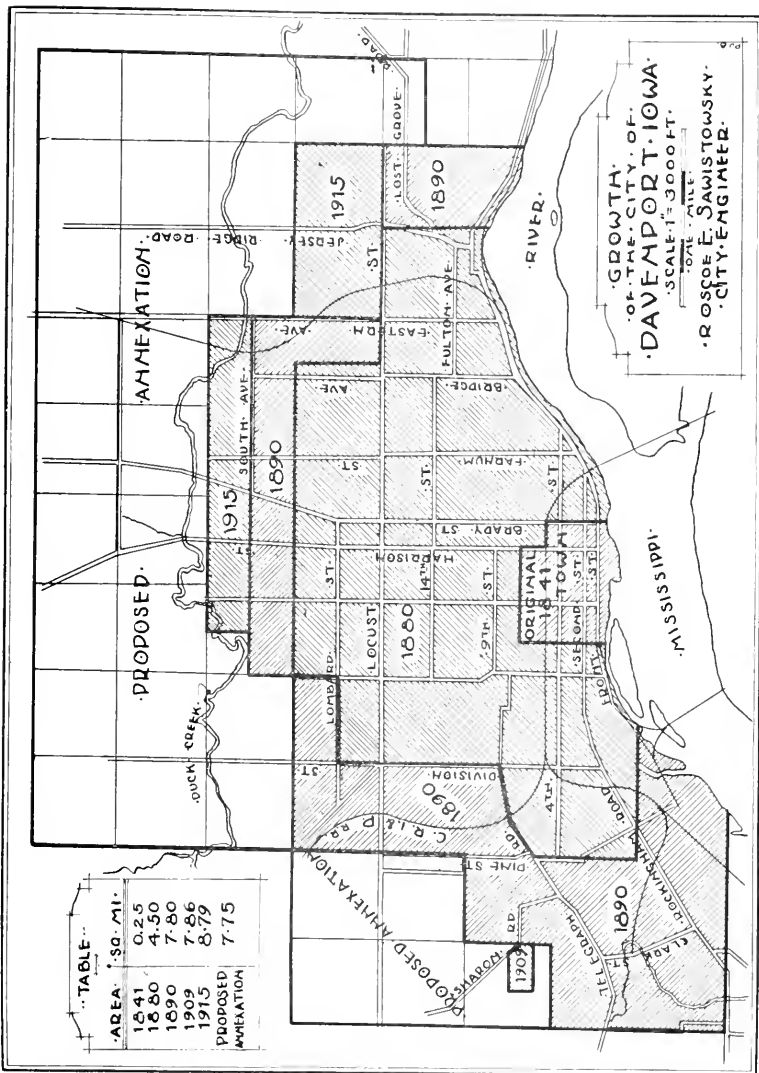 ·GROWTH·
·OF·THE·CITY·OF·
·DAVENPORT·IOWA·
·SCALE·1"=3000 FT·
·ONE·MILE·
·ROSCOE E. SAWISTOWSKY·
·CITY·ENGINEER·
··TABLE··
·AREA· ·SQ·MI·
1841 0.25
1880 4.50
1890 7.80
1909 7.86
1915 8.79
PROPOSED ANNEXATION 7.75
·PROPOSED· ANNEXATION·
PROPOSED ANNEXATION
·DUCK CREEK·
1915
SOUTH AVE·
ST·
1890
1915
JERSEY RIDGE ROAD
·LOST· GROVE· ROAD·
1890
ST·
EASTERN AVE
FULTON AVE·
BRIDGE AVE
FARNUM ST
BRADY ST
HARRISON ST·
LOMBARD ST·
LOCUST ST·
14TH ST·
1880
9TH ST·
4TH ST·
ORIGINAL
1841
TOWN
SECOND ST·
FRONT ST·
DIVISION ST
1890
C·R·I·&·P·RR·
PINE ST·
SHARON RD
1909
TELEGRAPH RD·
1890
CLARK ST·
ROCKINGHAM ROAD
·MISSISSIPPI·
·RIVER·